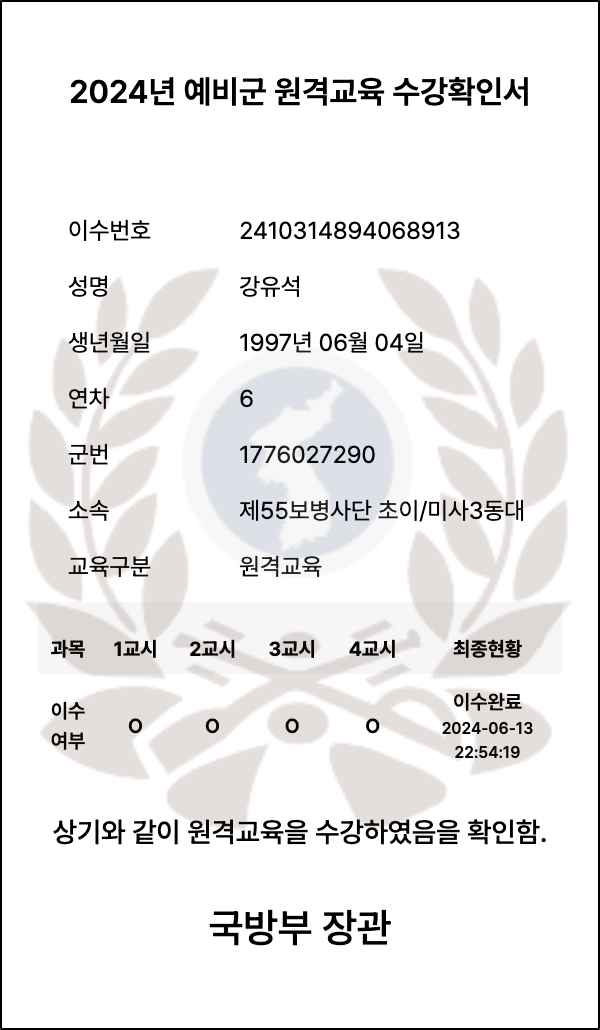 2024년 예비군 원격교육 수강확인서
이수번호 2410314894068913
성명 강유석
생년월일 1997년 06월 04일
연차 6
군번 1776027290
소속 제55보병사단 초이/미사3동대
교육구분 원격교육
과목 1교시 2교시 3교시 4교시 최종현황
이수 여부 O O O O 이수완료 2024-06-13 22:54:19
상기와 같이 원격교육을 수강하였음을 확인함.
국방부 장관